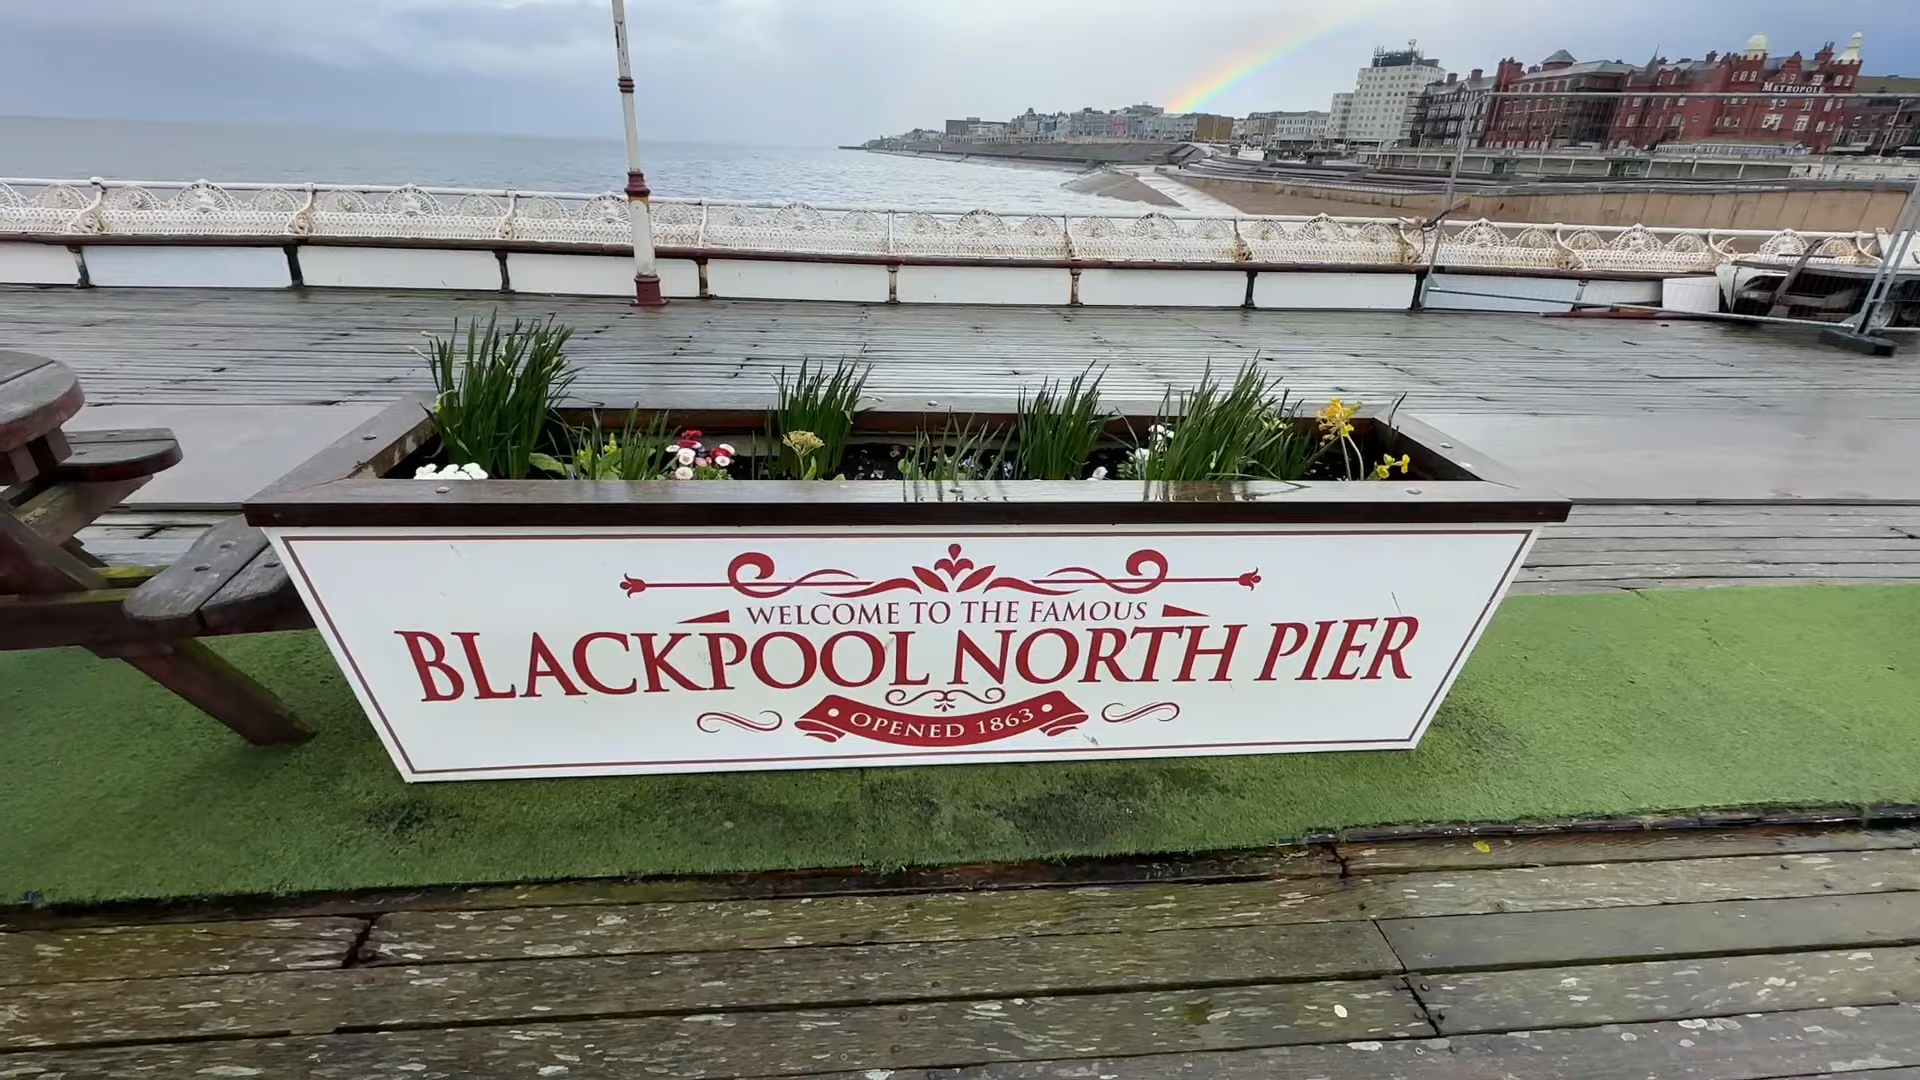 METROPOLE
WELCOME TO THE FAMOUS
BLACKPOOL NORTH PIER
OPENED 1863